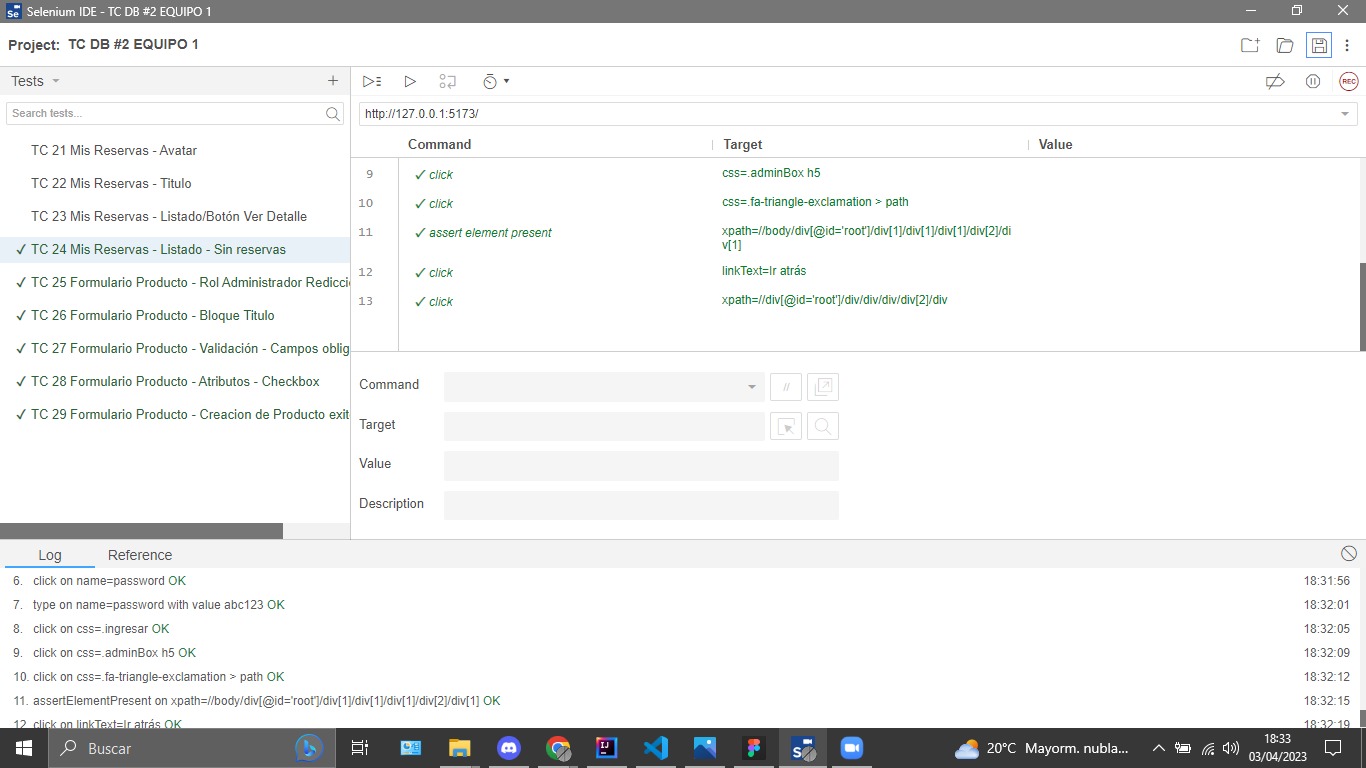 Selenium IDE - TC DB #2 EQUIPO 1
Project: TC DB #2 EQUIPO 1
Tests
Search tests...
TC 21 Mis Reservas - Avatar
TC 22 Mis Reservas - Titulo
TC 23 Mis Reservas - Listado/Botón Ver Detalle
✓ TC 24 Mis Reservas - Listado - Sin reservas
✓ TC 25 Formulario Producto - Rol Administrador Redicci
✓ TC 26 Formulario Producto - Bloque Titulo
✓ TC 27 Formulario Producto - Validación - Campos oblig
✓ TC 28 Formulario Producto - Atributos - Checkbox
✓ TC 29 Formulario Producto - Creacion de Producto exit
REC
http://127.0.0.1:5173/
Command Target Value
9 ✓ click css=.adminBox h5
10 ✓ click css=.fa-triangle-exclamation > path
11 ✓ assert element present xpath=//body/div[@id='root']/div[1]/div[1]/div[1]/div[2]/di
v[1]
12 ✓ click linkText=Ir atrás
13 ✓ click xpath=//div[@id='root']/div/div/div/div[2]/div
Command //
Target
Value
Description
Log Reference
6. click on name=password OK 18:31:56
7. type on name=password with value abc123 OK 18:32:01
8. click on css=.ingresar OK 18:32:05
9. click on css=.adminBox h5 OK 18:32:09
10. click on css=.fa-triangle-exclamation > path OK 18:32:12
11. assertElementPresent on xpath=//body/div[@id='root']/div[1]/div[1]/div[1]/div[2]/div[1] OK 18:32:15
12. click on linkText=Ir atrás OK 18:32:19
Buscar
20°C Mayorm. nubla...
18:33
03/04/2023